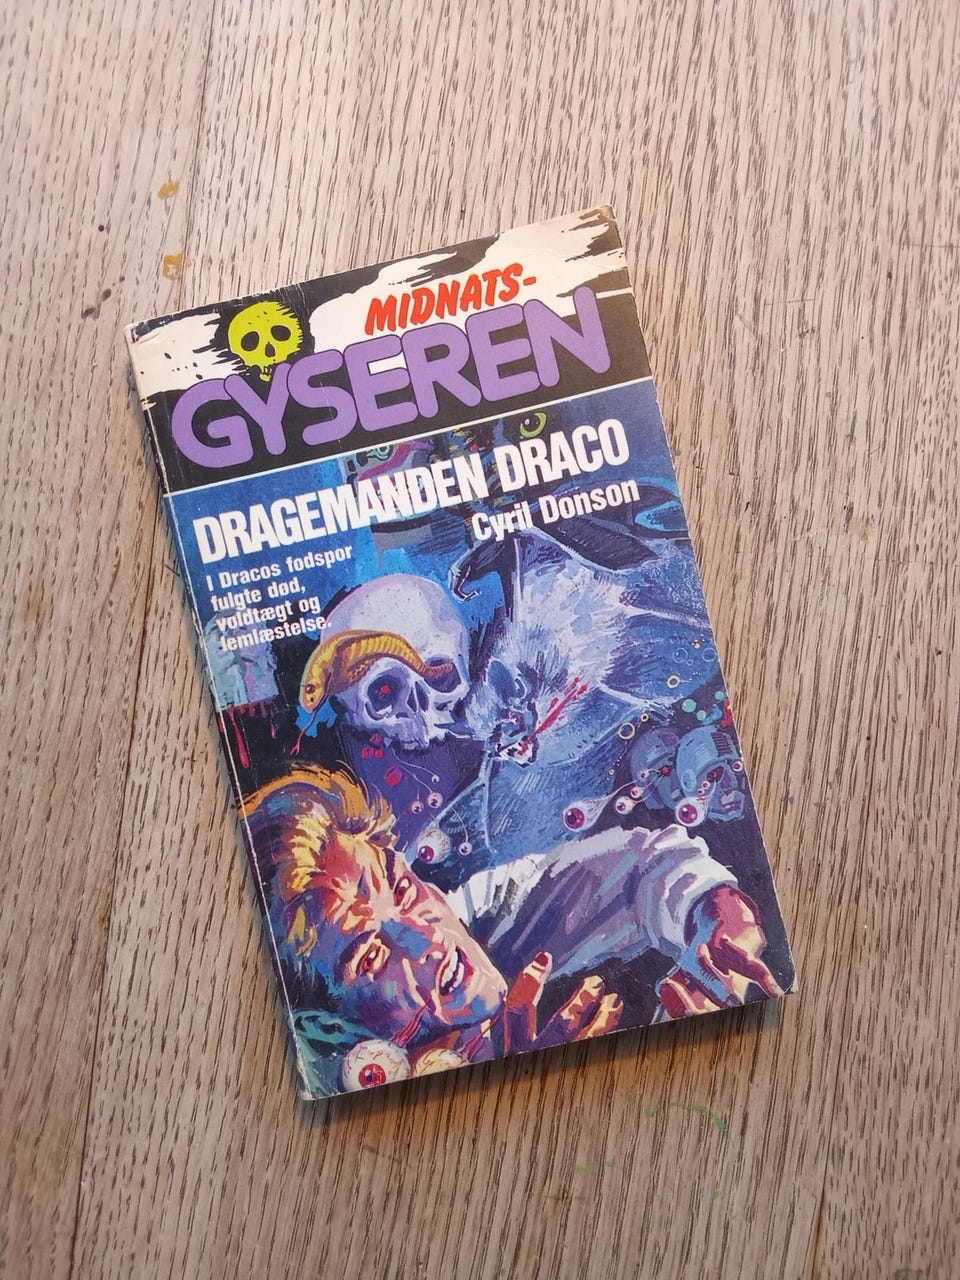 MIDNATS-
GYSEREN
DRAGEMANDEN DRACO
Cyril Donson
I Dracos fodspor
fulgte død,
voldtægt og
lemlæstelse.